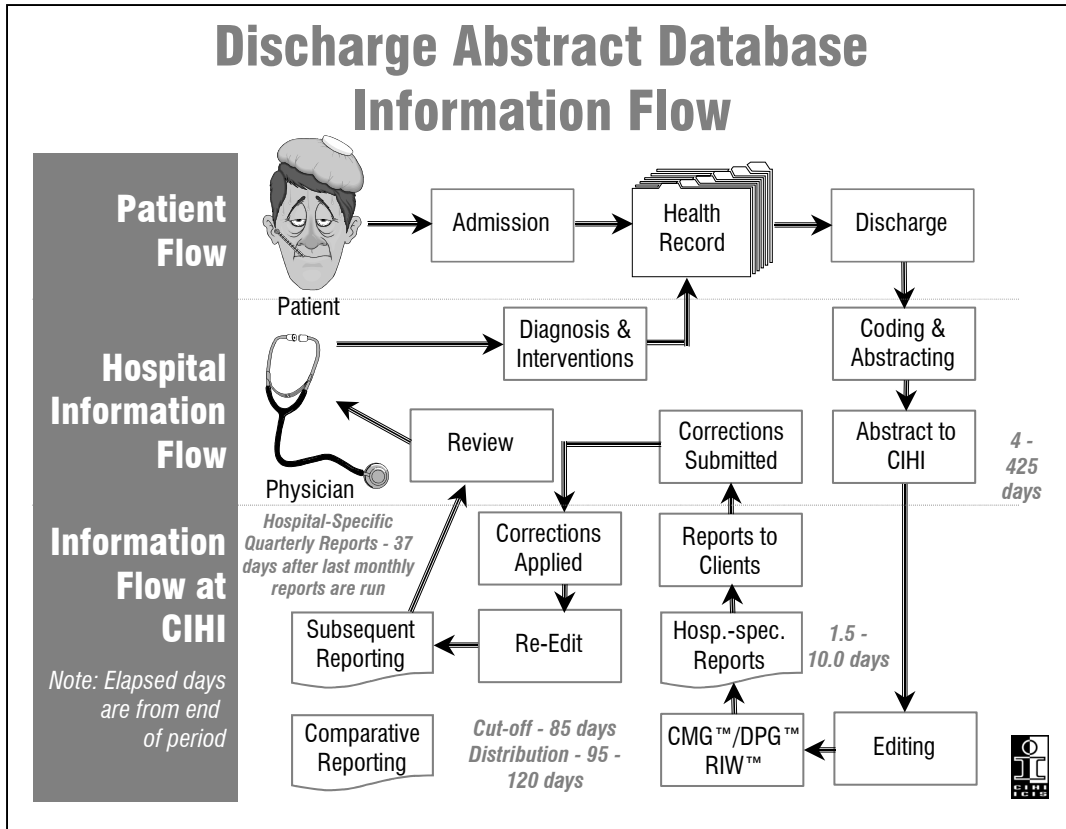 Discharge Abstract Database
Information Flow
Patient
Flow
Admission
Health
Record
Discharge
Patient
Hospital
Information
Flow
Diagnosis &
Interventions
Coding &
Abstracting
Physician
Review
Corrections
Submitted
Abstract to
CIHI
4 -
425
days
Information
Flow at
CIHI
Note: Elapsed days
are from end
of period
Hospital-Specific
Quarterly Reports - 37
days after last monthly
reports are run
Corrections
Applied
Reports to
Clients
Subsequent
Reporting
Re-Edit
Hosp.-spec.
Reports
1.5 -
10.0 days
Comparative
Reporting
Cut-off - 85 days
Distribution - 95 -
120 days
CMG™/DPG™
RIW™
Editing
CIHI
ICIS